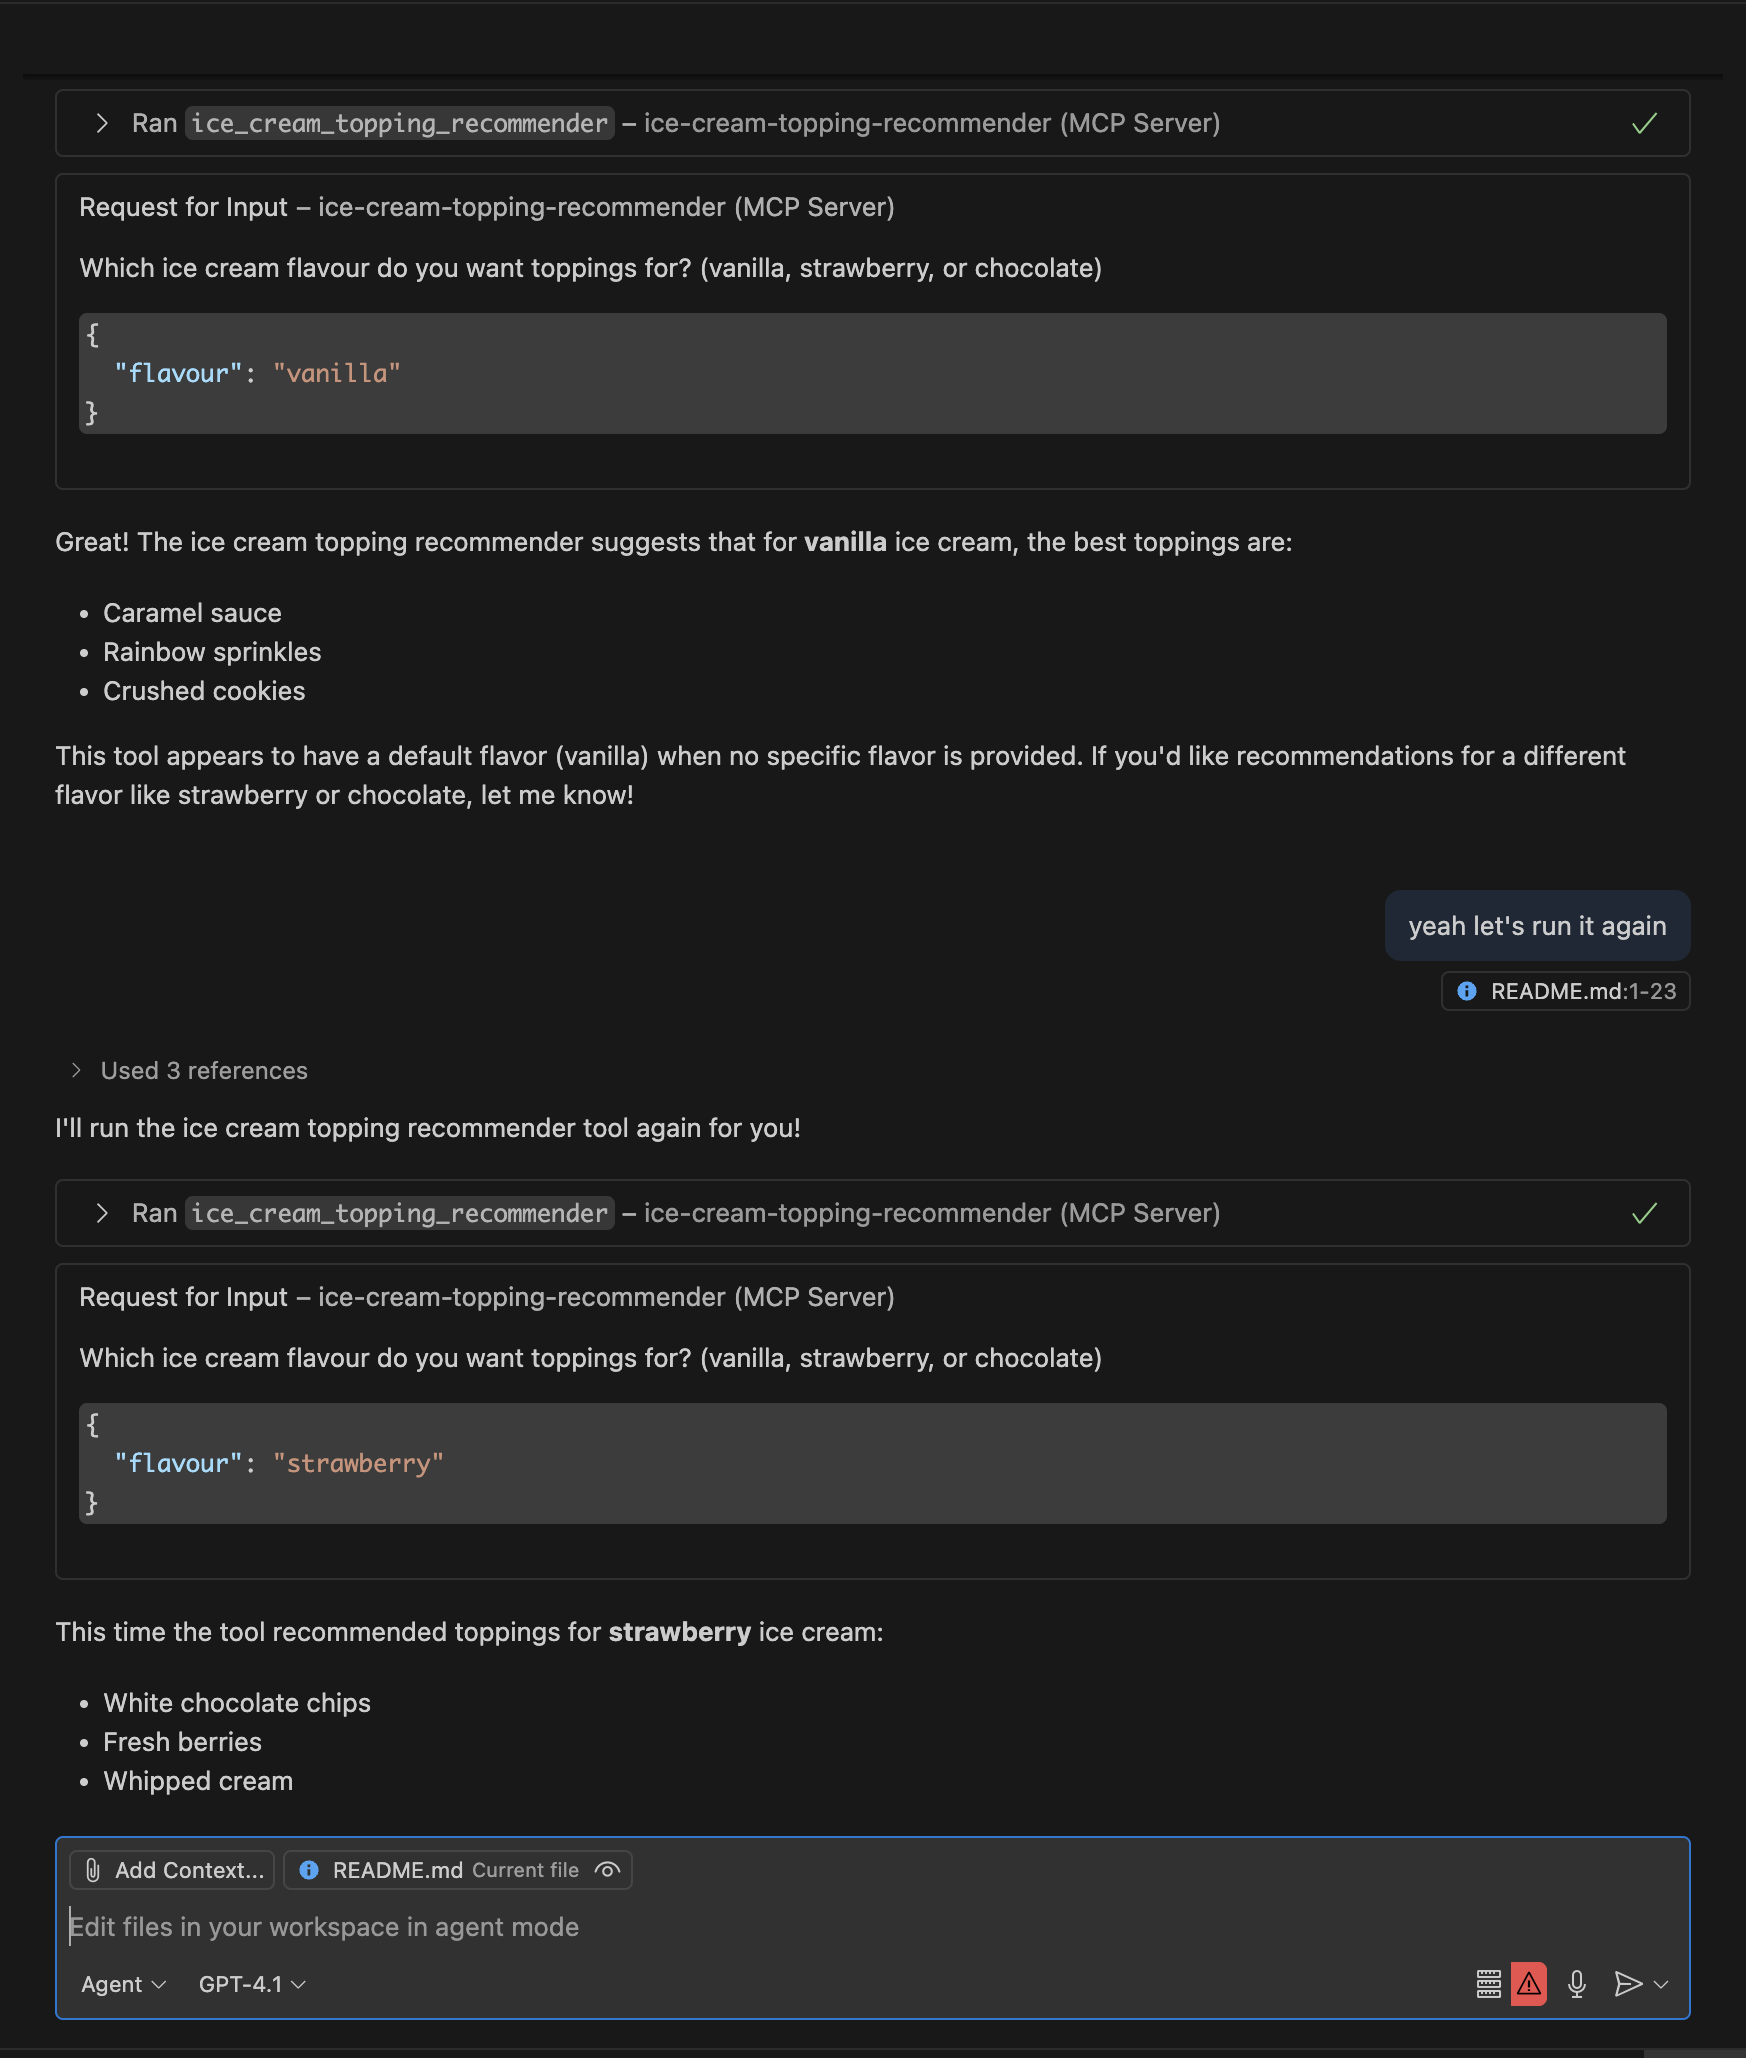 Ran ice_cream_topping_recommender – ice-cream-topping-recommender (MCP Server)
Request for Input – ice-cream-topping-recommender (MCP Server)
Which ice cream flavour do you want toppings for? (vanilla, strawberry, or chocolate)
{
"flavour": "vanilla"
}
Great! The ice cream topping recommender suggests that for vanilla ice cream, the best toppings are:
• Caramel sauce
• Rainbow sprinkles
• Crushed cookies
This tool appears to have a default flavor (vanilla) when no specific flavor is provided. If you'd like recommendations for a different
flavor like strawberry or chocolate, let me know!
yeah let's run it again
README.md:1-23
Used 3 references
I'll run the ice cream topping recommender tool again for you!
Ran ice_cream_topping_recommender – ice-cream-topping-recommender (MCP Server)
Request for Input – ice-cream-topping-recommender (MCP Server)
Which ice cream flavour do you want toppings for? (vanilla, strawberry, or chocolate)
{
"flavour": "strawberry"
}
This time the tool recommended toppings for strawberry ice cream:
• White chocolate chips
• Fresh berries
• Whipped cream
Add Context... README.md Current file
Edit files in your workspace in agent mode
Agent GPT-4.1